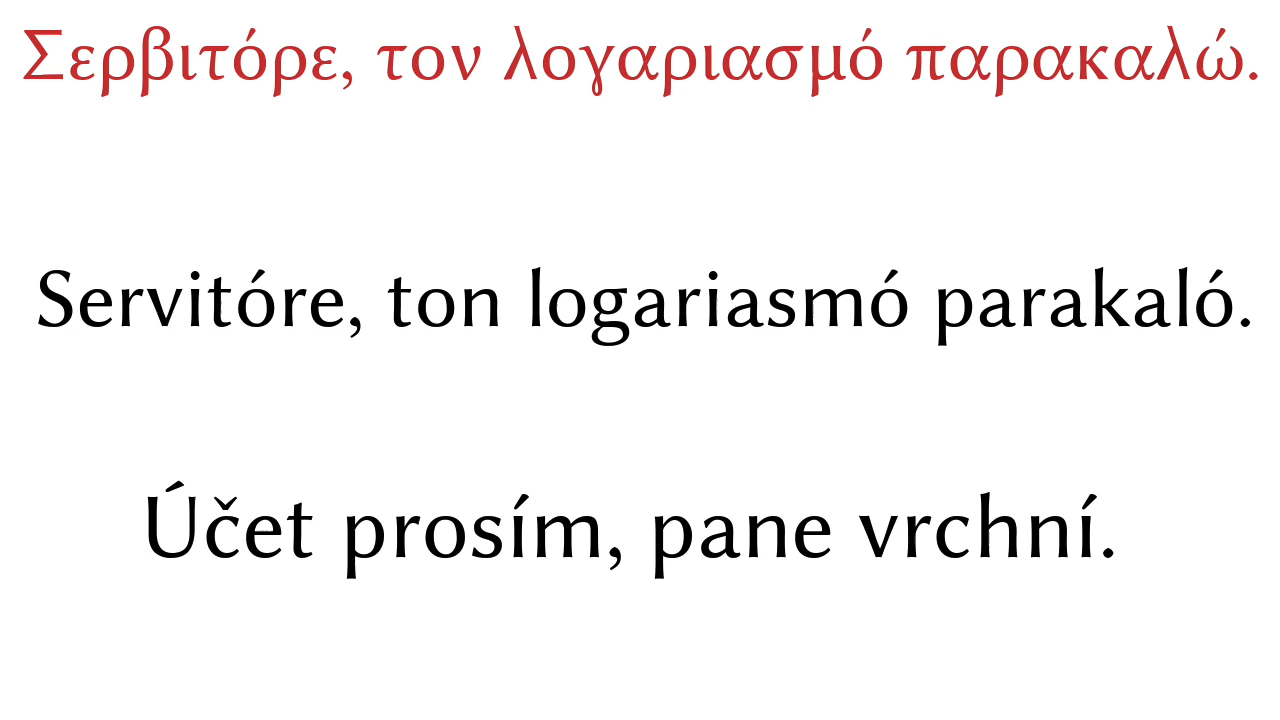 Σερβιτόρε, τον λογαριασμό παρακαλώ.
Servitóre, ton logariasmó parakaló.
Účet prosím, pane vrchní.